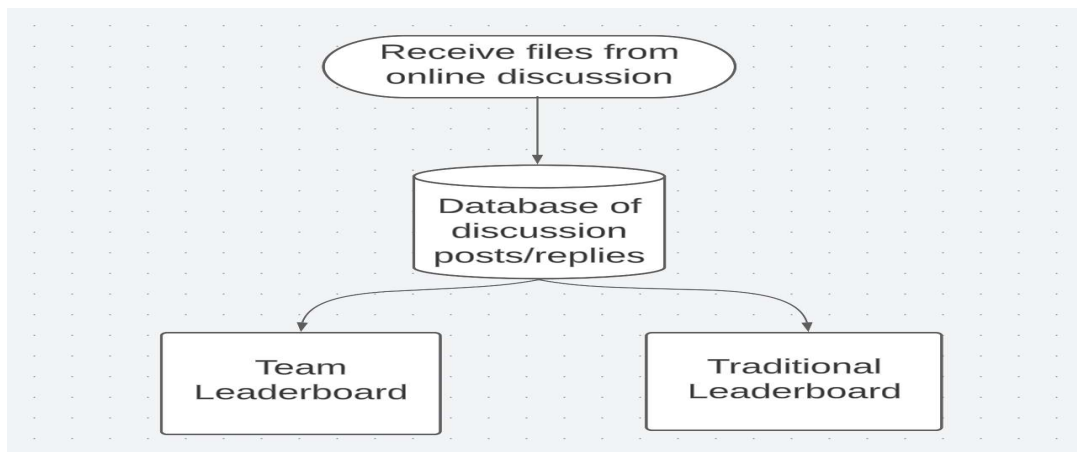 Receive files from
online discussion
Database of
discussion
posts/replies
Team
Leaderboard
Traditional
Leaderboard